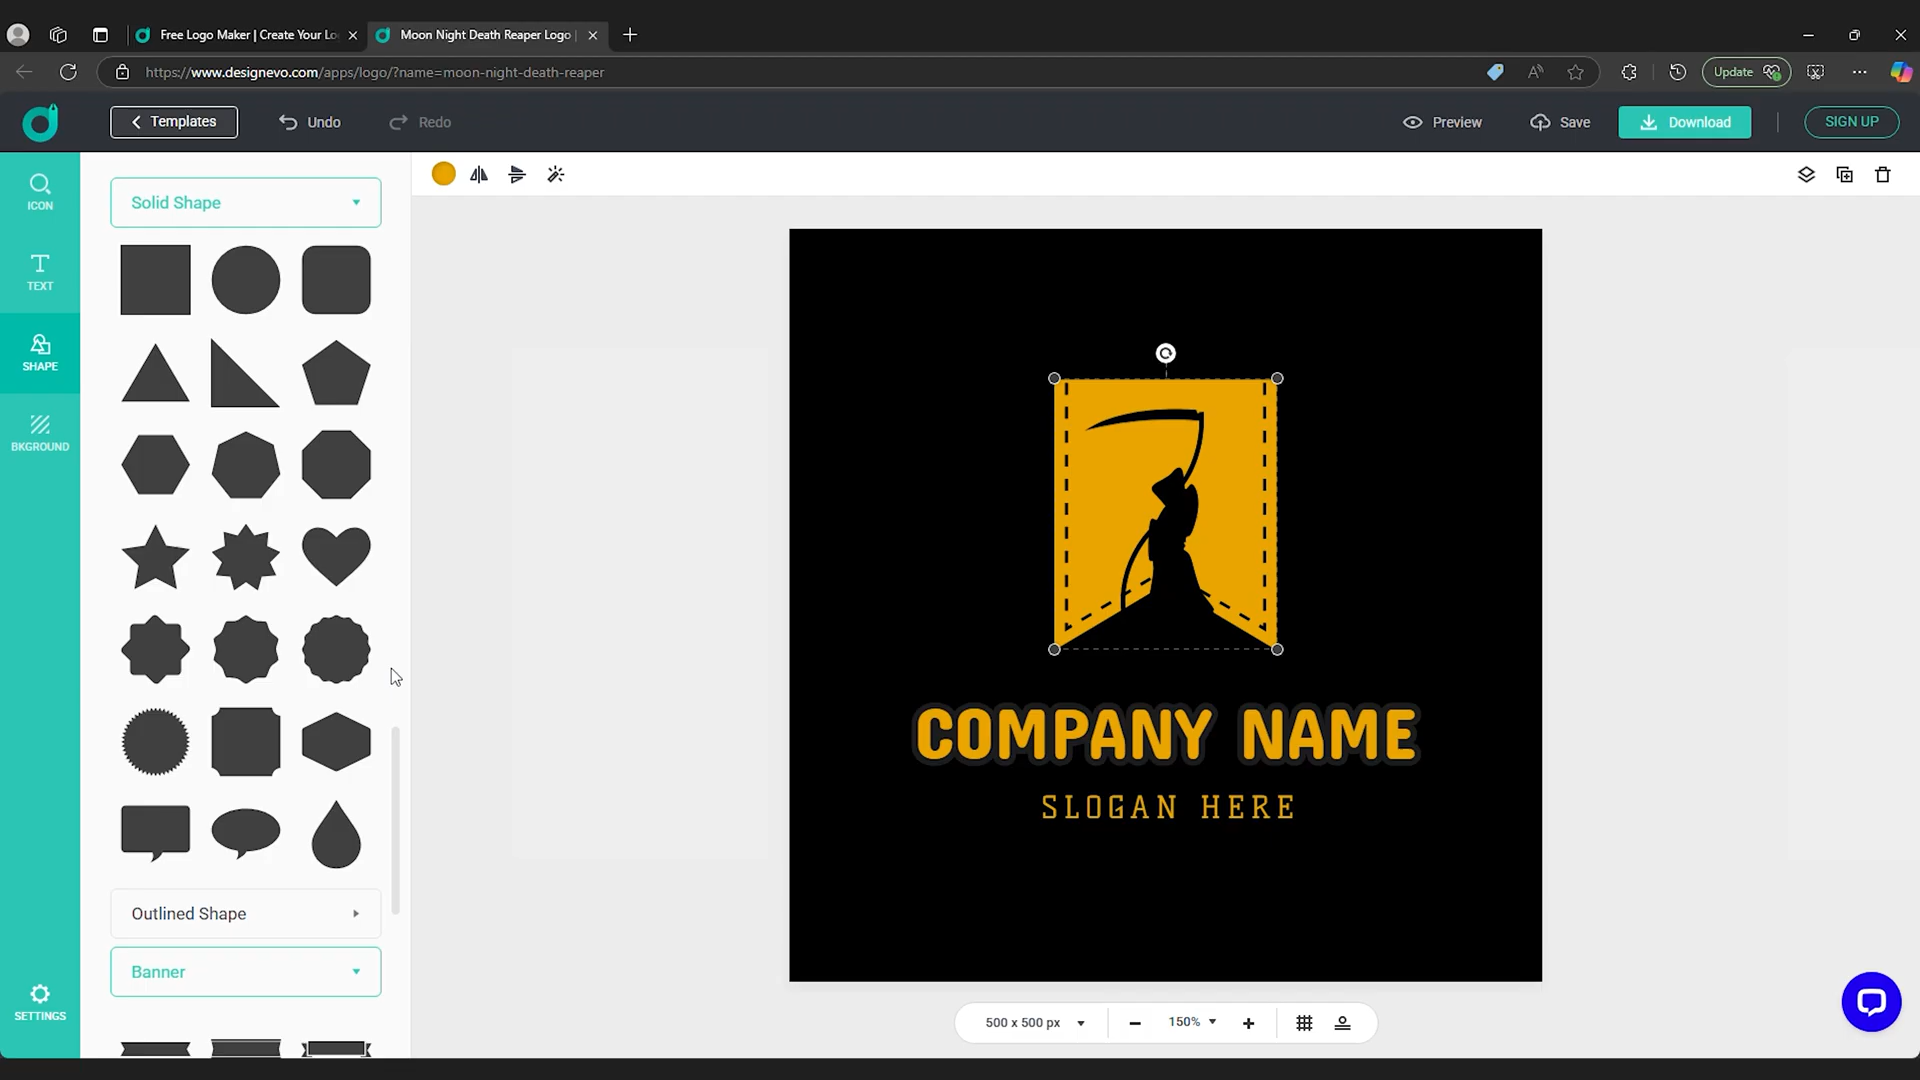 Free Logo Maker | Create Your Lo
Moon Night Death Reaper Logo |
https://www.designevo.com/apps/logo/?name=moon-night-death-reaper
Update
Templates
Undo
Redo
Preview
Save
Download
SIGN UP
ICON
TEXT
SHAPE
BKGROUND
SETTINGS
Solid Shape
Outlined Shape
Banner
COMPANY NAME
SLOGAN HERE
500 x 500 px
150%